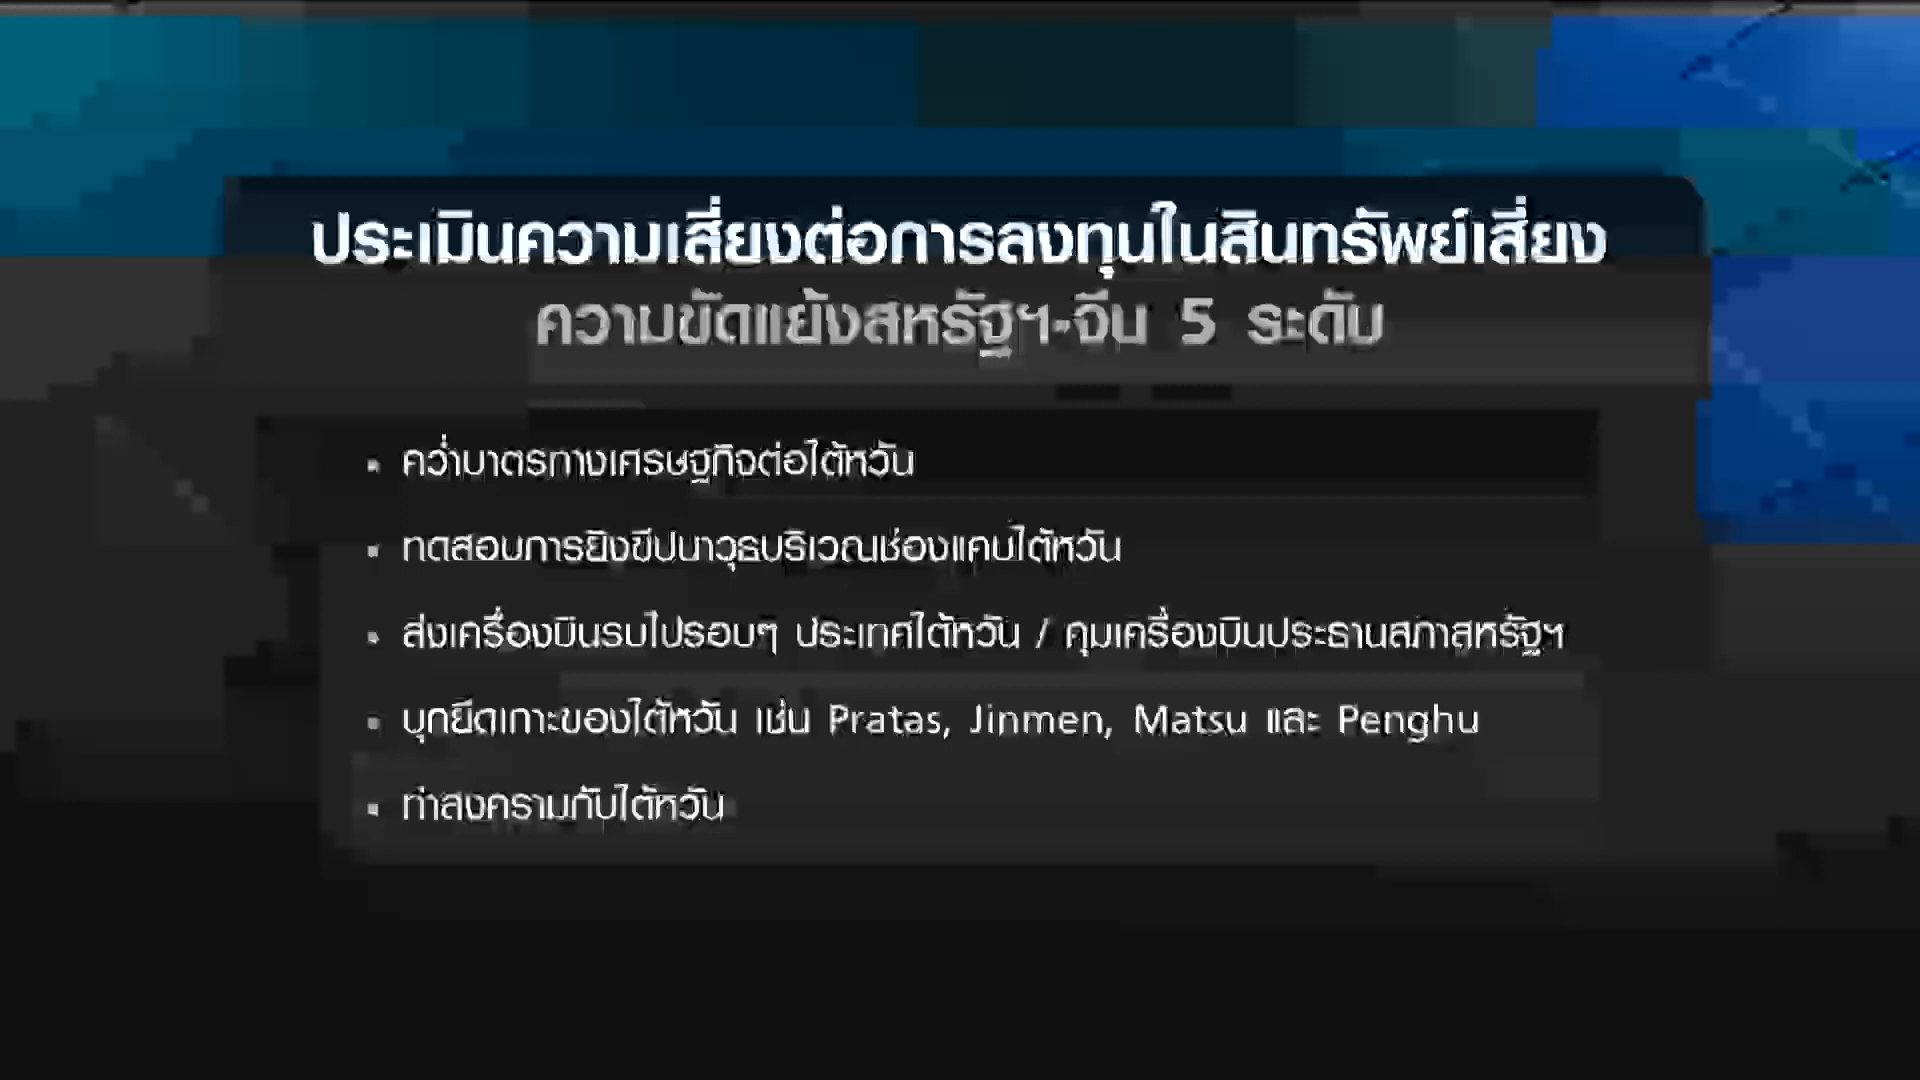 ประเมินความเสี่ยงต่อการลงทุนในสินทรัพย์เสี่ยง
ความขัดแย้งสหรัฐฯ-จีน 5 ระดับ
• คว่ำบาตรทางเศรษฐกิจต่อไต้หวัน
• ทดสอบการยิงขีปนาวุธบริเวณช่องแคบไต้หวัน
• ส่งเครื่องบินรบไปรอบๆ ประเทศไต้หวัน / คุมเครื่องบินประธานสภาสหรัฐฯ
• บุกยึดเกาะของไต้หวัน เช่น Pratas, Jinmen, Matsu และ Penghu
• ทำสงครามกับไต้หวัน